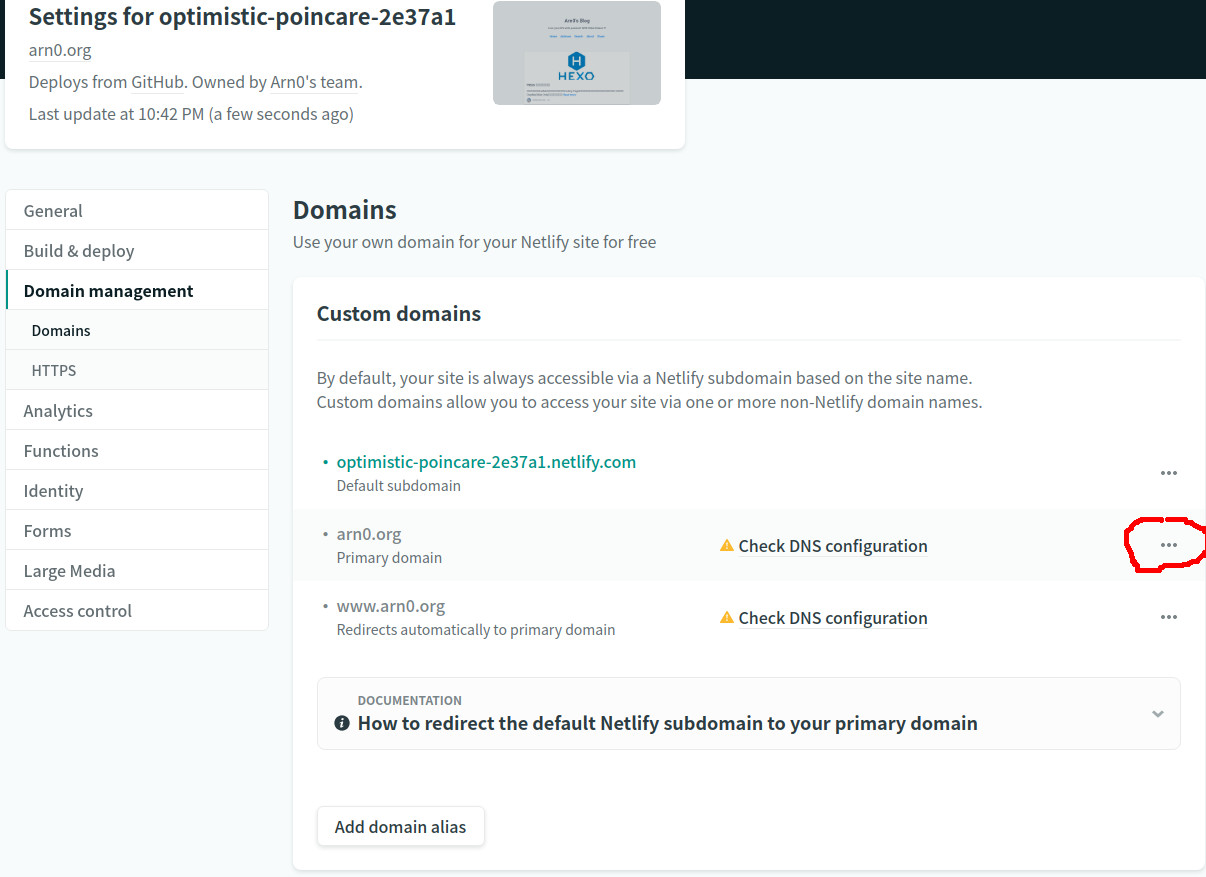 Settings for optimistic-poincare-2e37a1
arn0.org
Deploys from GitHub. Owned by Arn0's team.
Last update at 10:42 PM (a few seconds ago)
Arn0's Blog
HEXO
General
Build & deploy
Domain management
Domains
HTTPS
Analytics
Functions
Identity
Forms
Large Media
Access control
Domains
Use your own domain for your Netlify site for free
Custom domains
By default, your site is always accessible via a Netlify subdomain based on the site name.
Custom domains allow you to access your site via one or more non-Netlify domain names.
• optimistic-poincare-2e37a1.netlify.com
Default subdomain
• arn0.org
Primary domain
Check DNS configuration
• www.arn0.org
Redirects automatically to primary domain
Check DNS configuration
DOCUMENTATION
How to redirect the default Netlify subdomain to your primary domain
Add domain alias